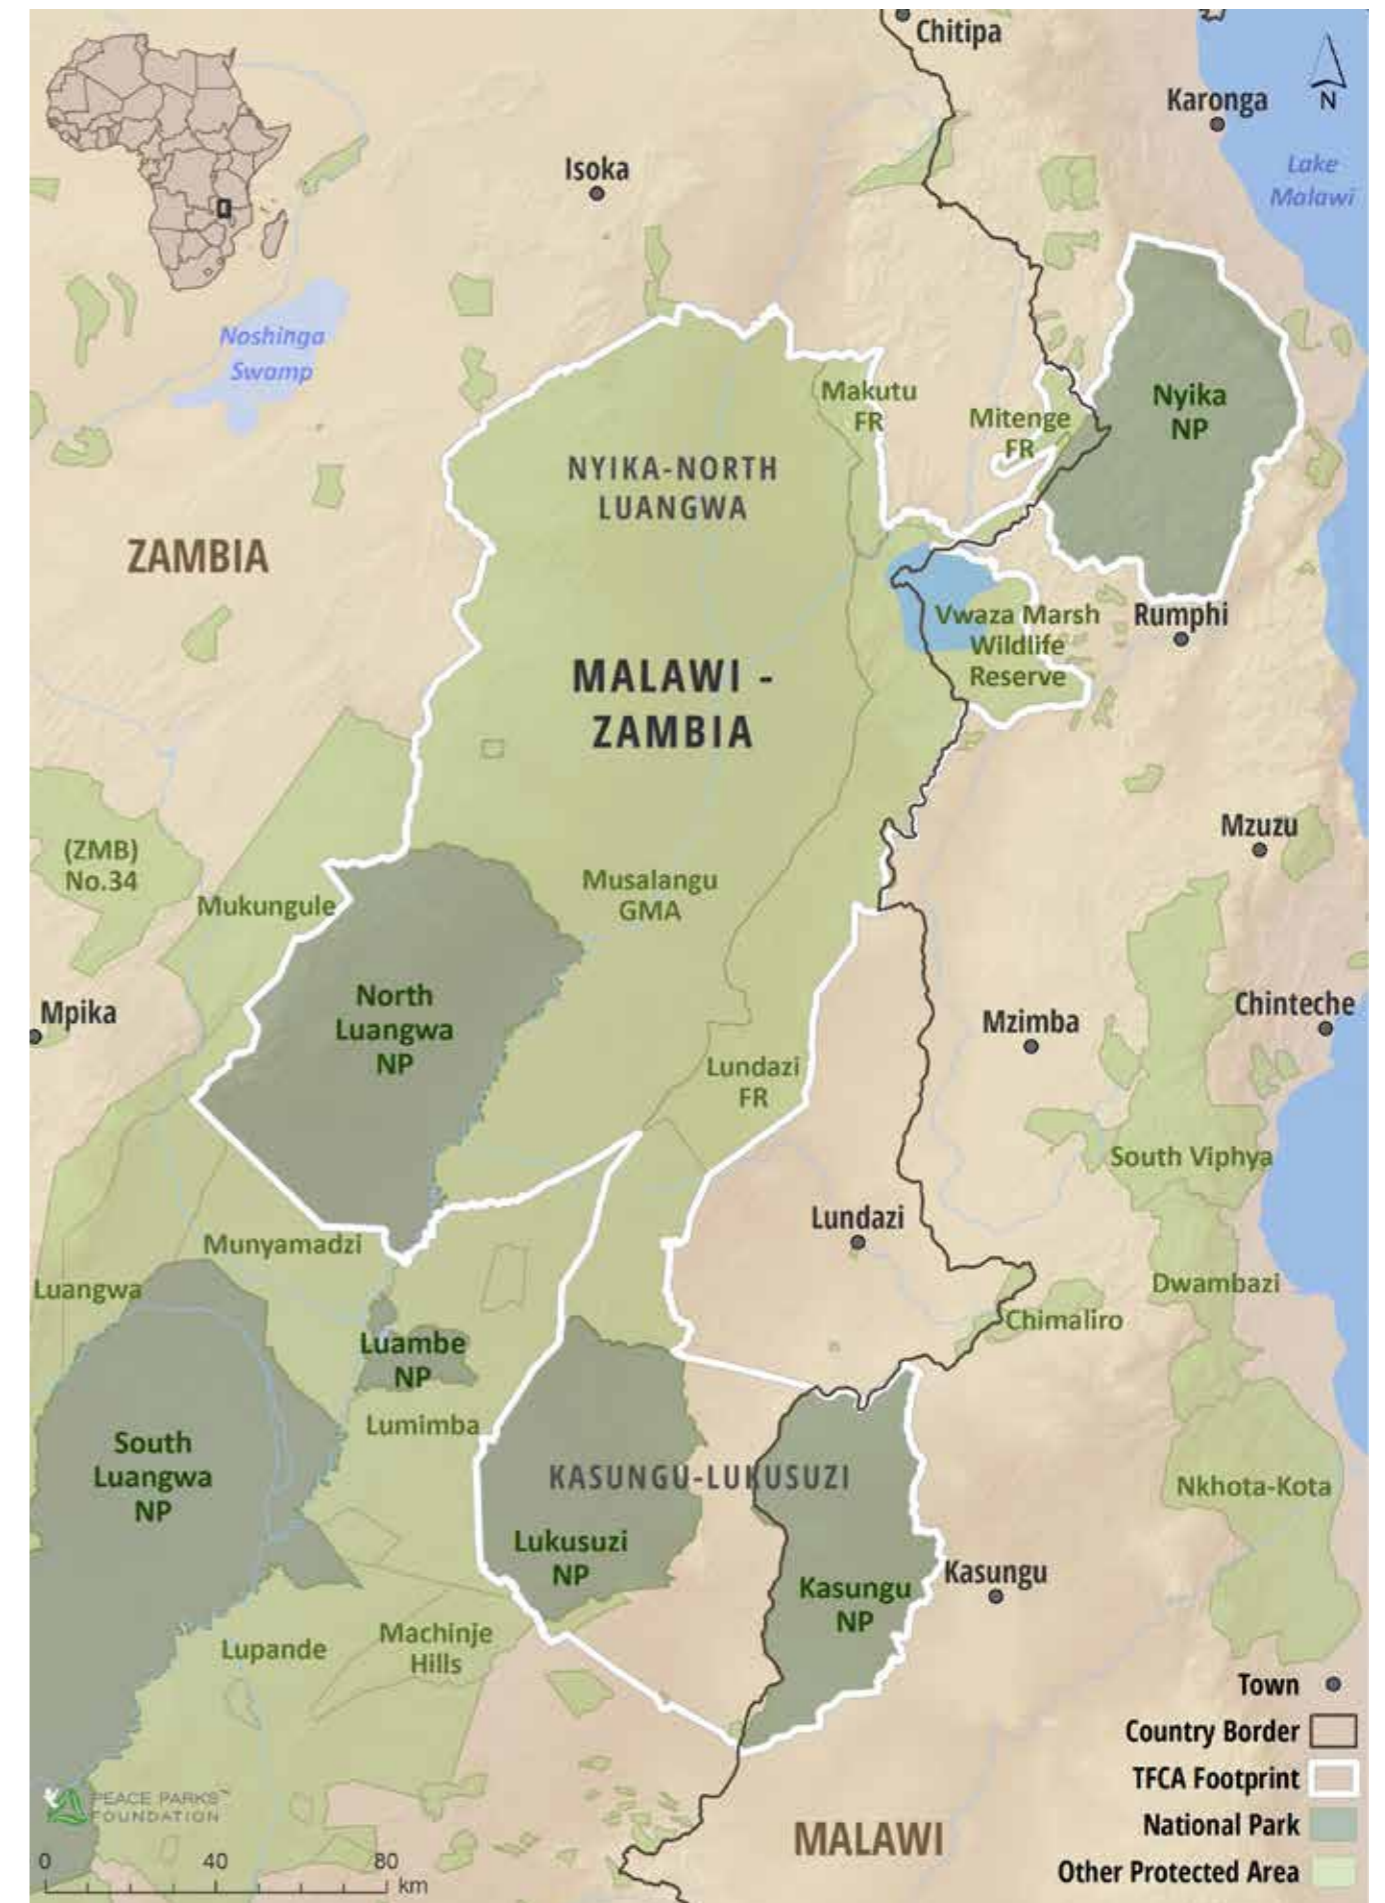 Chitipa
Karonga
N
Lake
Malawi
Isoka
Noshinga
Swamp
Makutu
FR
Mitenge
FR
Nyika
NP
NYIKA-NORTH
LUANGWA
ZAMBIA
Vwaza Marsh
Wildlife
Reserve
Rumphi
MALAWI -
ZAMBIA
Mzuzu
(ZMB)
No.34
Mukungule
Musalangu
GMA
North
Luangwa
NP
Mpika
Mzimba
Chinteche
Lundazi
FR
South Viphya
Lundazi
Munyamadzi
Luangwa
Dwambazi
Chimaliro
Luambe
NP
Lumimba
South
Luangwa
NP
KASUNGU-LUKUSUZI
Nkhota-Kota
Lukusuzi
NP
Kasungu
NP
Kasungu
Lupande
Machinje
Hills
Town
Country Border
TFCA Footprint
National Park
Other Protected Area
MALAWI
PEACE PARKS™
FOUNDATION
0 40 80
km